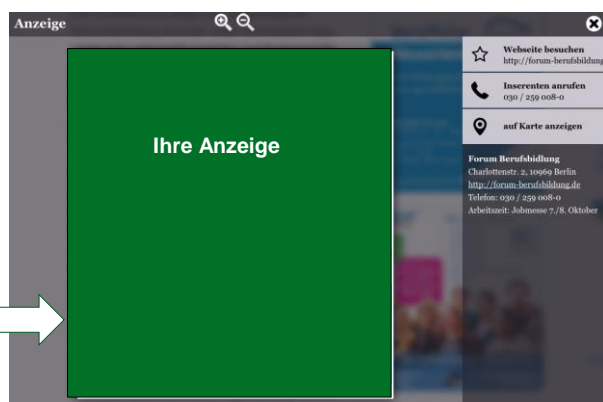 Anzeige
Ihre Anzeige
Webseite besuchen
http://forum-berufsbildung
Inserenten anrufen
030 / 259 008-0
auf Karte anzeigen
Forum Berufsbidlung
Charlottenstr. 2, 10969 Berlin
http://forum-berufsbildung.de
Telefon: 030 / 259 008-0
Arbeitszeit: Jobmesse 7./8. Oktober